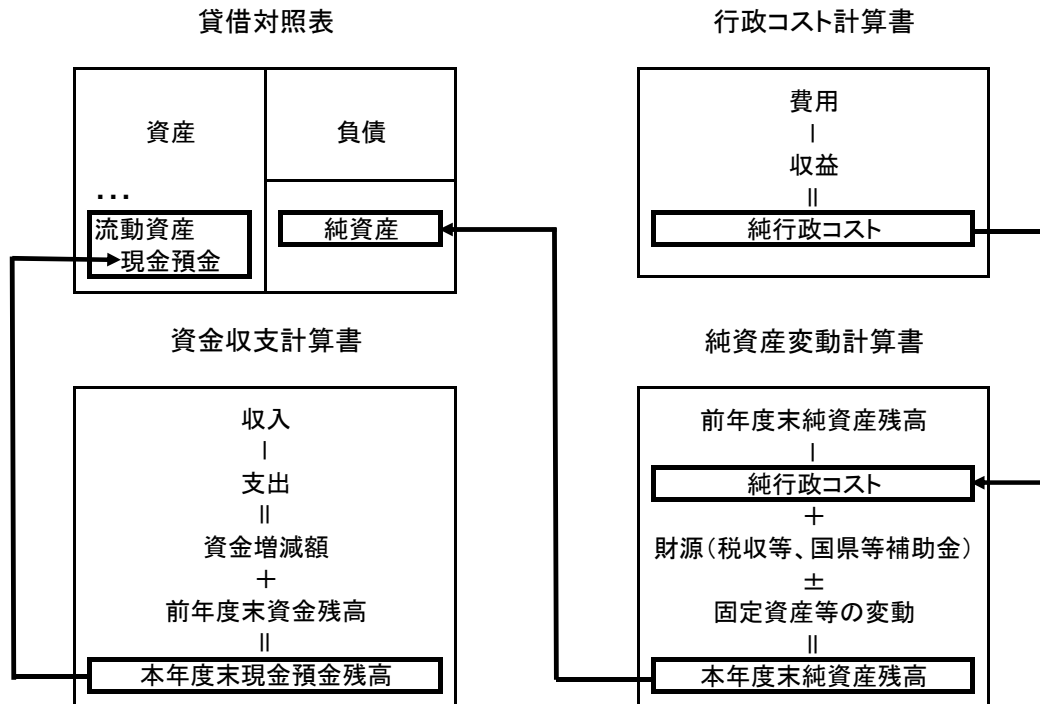 貸借対照表
資産
負債
・・・
流動資産
現金預金
純資産
行政コスト計算書
費用
－
収益
＝
純行政コスト
資金収支計算書
収入
－
支出
＝
資金増減額
＋
前年度末資金残高
＝
本年度末現金預金残高
純資産変動計算書
前年度末純資産残高
－
純行政コスト
＋
財源（税収等、国県等補助金）
±
固定資産等の変動
＝
本年度末純資産残高